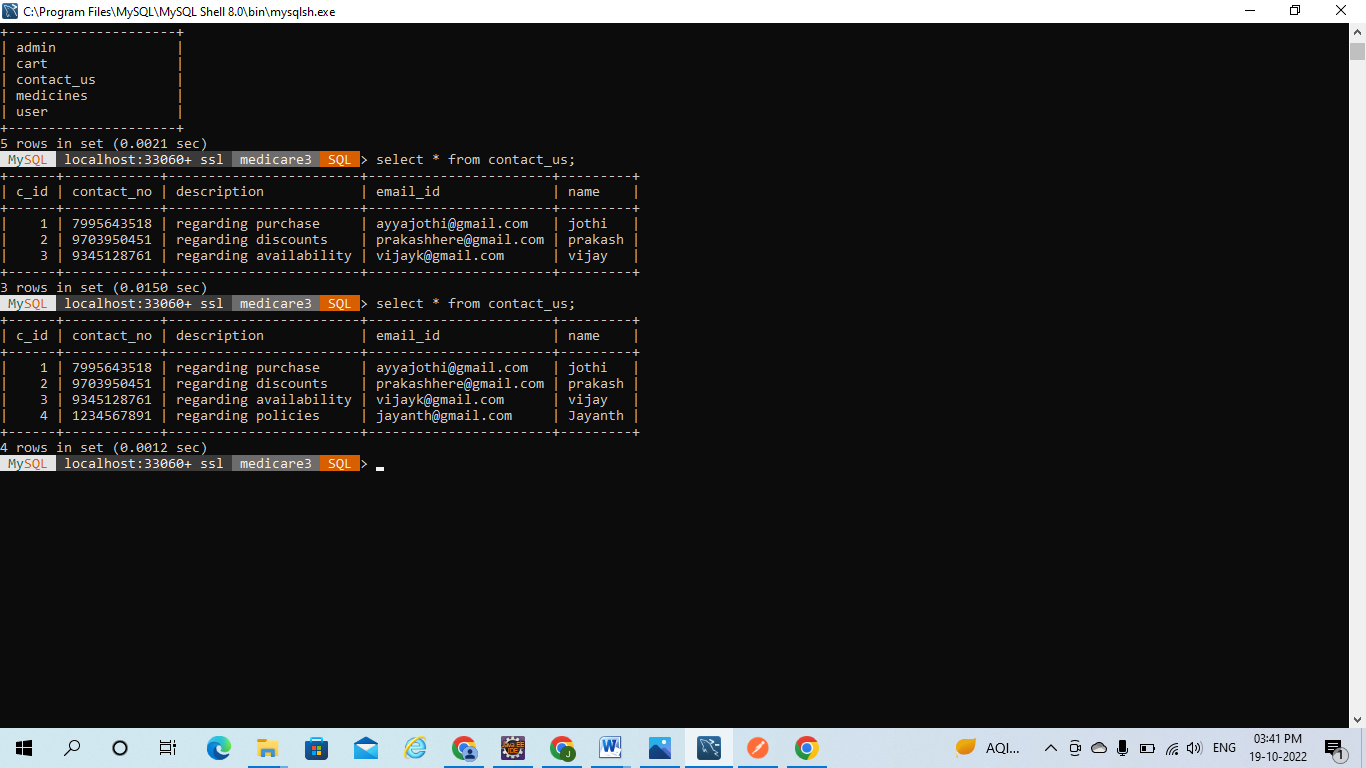 C:\Program Files\MySQL\MySQL Shell 8.0\bin\mysqlsh.exe
+---------------------+
| admin               |
| cart                |
| contact_us          |
| medicines           |
| user                |
+---------------------+
5 rows in set (0.0021 sec)
MySQL localhost:33060+ ssl medicare3 SQL > select * from contact_us;
+------+------------+------------------------+-----------------------+---------+
| c_id | contact_no | description            | email_id              | name    |
+------+------------+------------------------+-----------------------+---------+
|    1 | 7995643518 | regarding purchase     | ayyajothi@gmail.com   | jothi   |
|    2 | 9703950451 | regarding discounts    | prakashhere@gmail.com | prakash |
|    3 | 9345128761 | regarding availability | vijayk@gmail.com      | vijay   |
+------+------------+------------------------+-----------------------+---------+
3 rows in set (0.0150 sec)
MySQL localhost:33060+ ssl medicare3 SQL > select * from contact_us;
+------+------------+------------------------+-----------------------+---------+
| c_id | contact_no | description            | email_id              | name    |
+------+------------+------------------------+-----------------------+---------+
|    1 | 7995643518 | regarding purchase     | ayyajothi@gmail.com   | jothi   |
|    2 | 9703950451 | regarding discounts    | prakashhere@gmail.com | prakash |
|    3 | 9345128761 | regarding availability | vijayk@gmail.com      | vijay   |
|    4 | 1234567891 | regarding policies     | jayanth@gmail.com     | Jayanth |
+------+------------+------------------------+-----------------------+---------+
4 rows in set (0.0012 sec)
MySQL localhost:33060+ ssl medicare3 SQL >
Java EE
IDE
J
W
AQI...
ENG
03:41 PM
19-10-2022
1